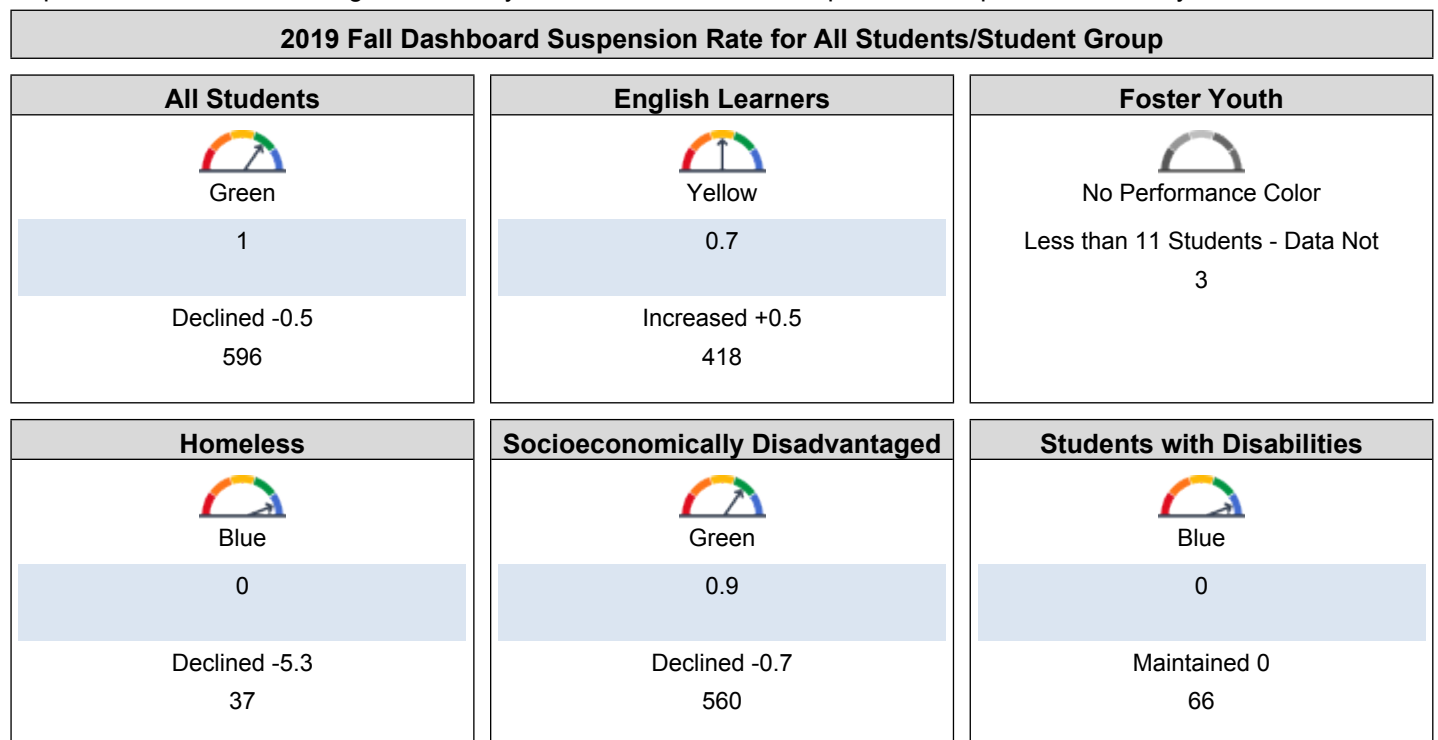 2019 Fall Dashboard Suspension Rate for All Students/Student Group
All Students
Green
1
Declined -0.5
596
English Learners
Yellow
0.7
Increased +0.5
418
Foster Youth
No Performance Color
Less than 11 Students - Data Not
3
Homeless
Blue
0
Declined -5.3
37
Socioeconomically Disadvantaged
Green
0.9
Declined -0.7
560
Students with Disabilities
Blue
0
Maintained 0
66